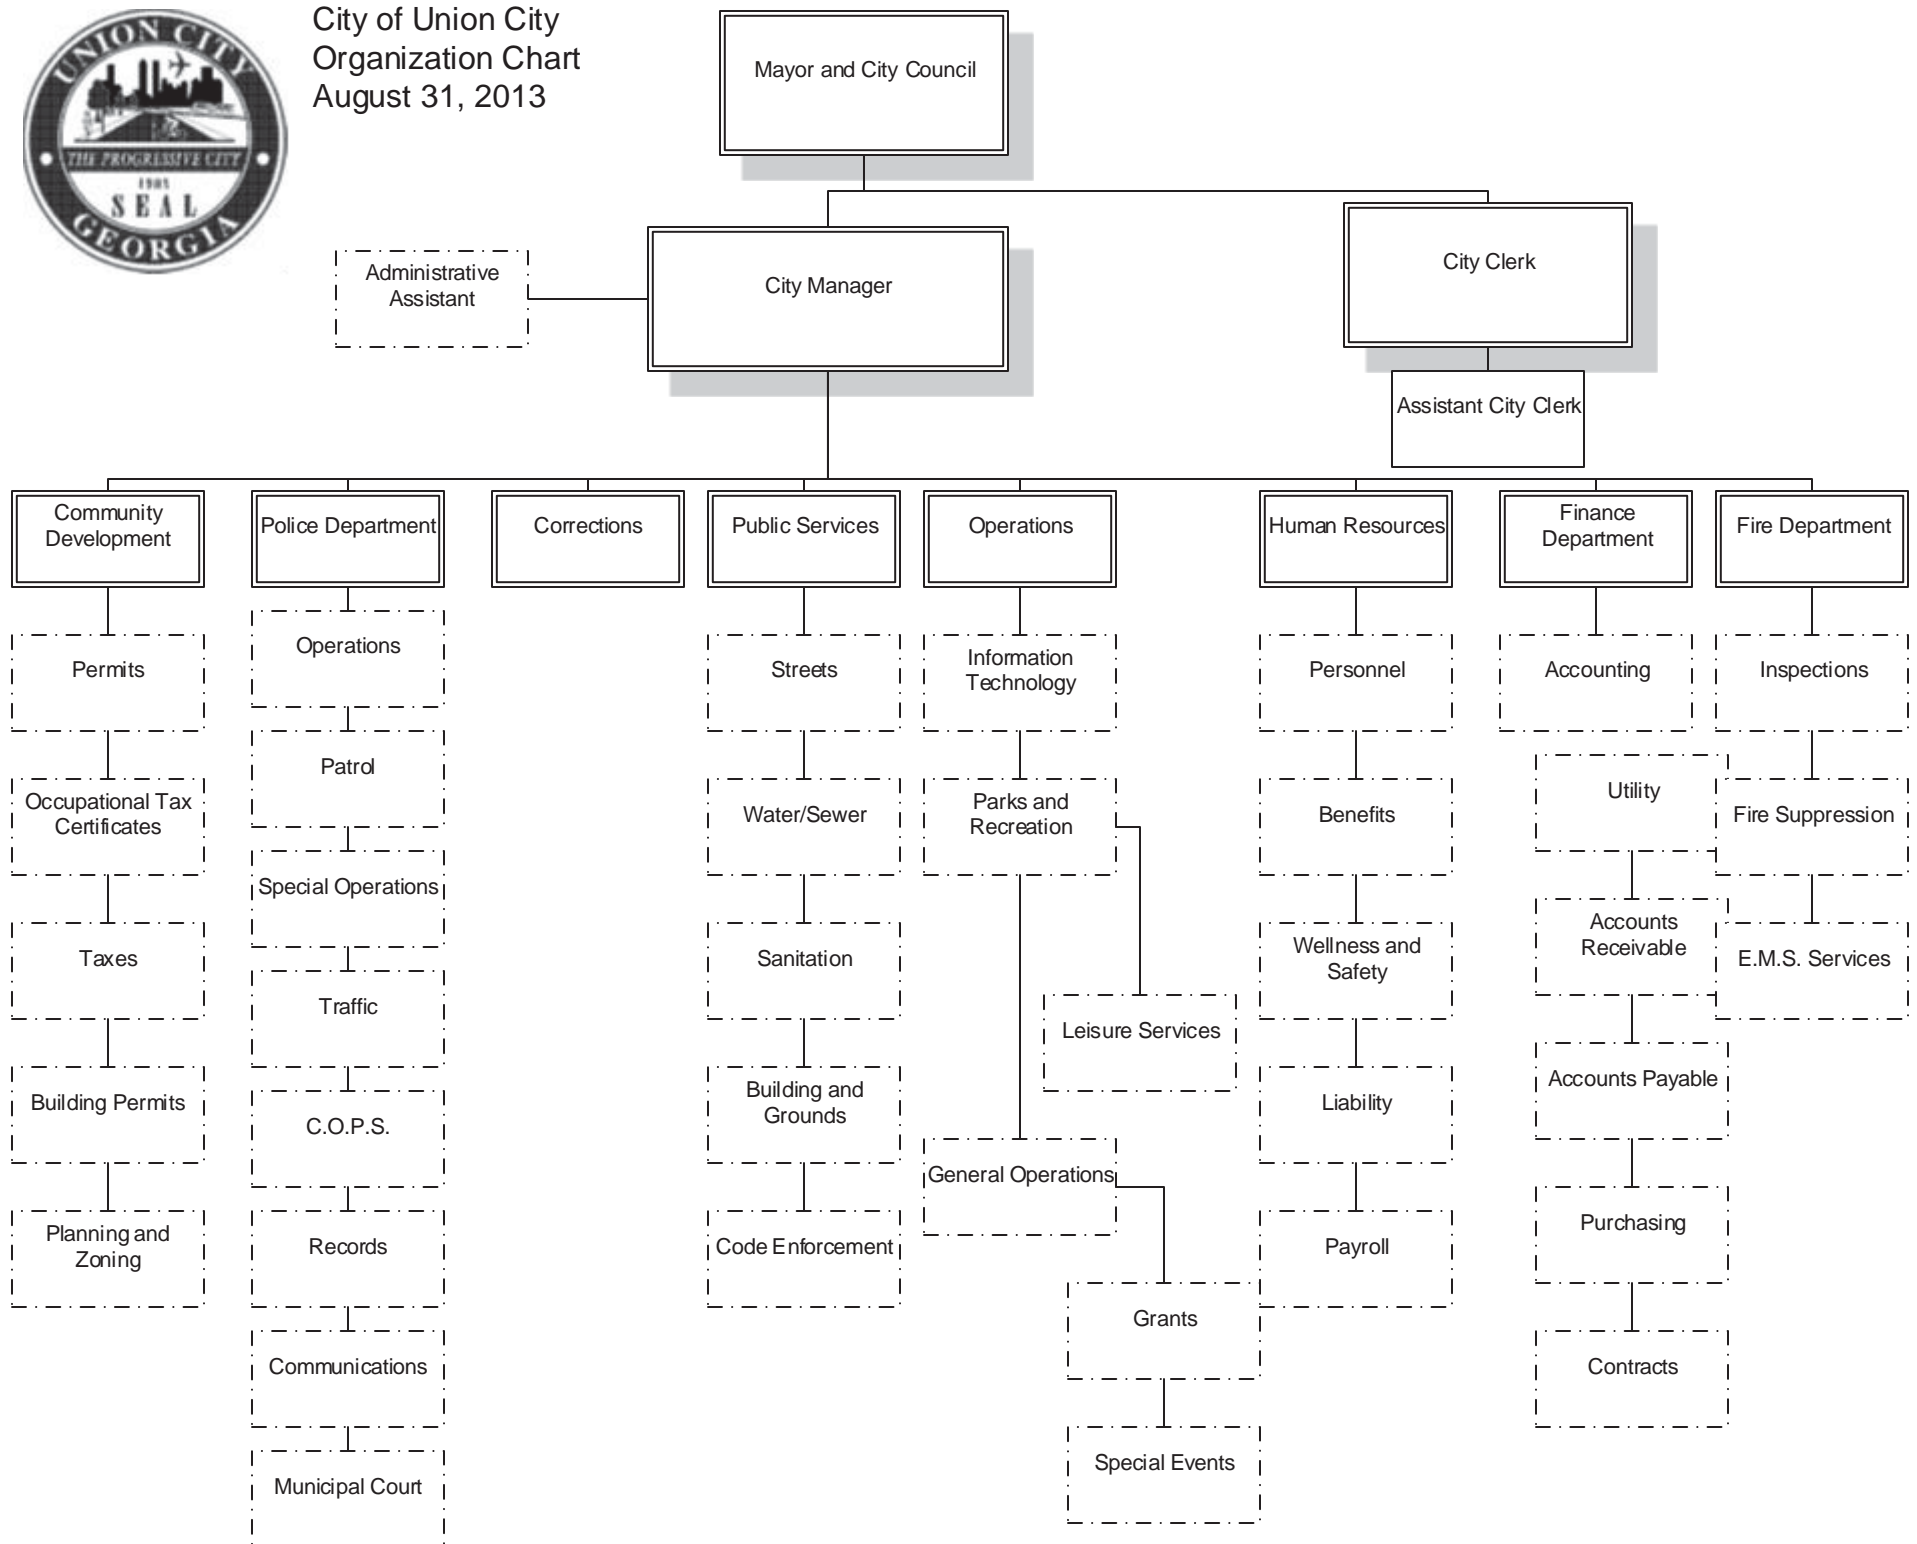 UNION CITY
THE PROGRESSIVE CITY
SEAL
GEORGIA
City of Union City
Organization Chart
August 31, 2013
Mayor and City Council
City Manager
City Clerk
Administrative
Assistant
Assistant City Clerk
Community
Development
Police Department
Corrections
Public Services
Operations
Human Resources
Finance
Department
Fire Department
Permits
Occupational Tax
Certificates
Taxes
Building Permits
Planning and
Zoning
Operations
Patrol
Special Operations
Traffic
C.O.P.S.
Records
Communications
Municipal Court
Streets
Water/Sewer
Sanitation
Building and
Grounds
Code Enforcement
Information
Technology
Parks and
Recreation
Leisure Services
General Operations
Grants
Special Events
Personnel
Benefits
Wellness and
Safety
Liability
Payroll
Accounting
Utility
Accounts
Receivable
Accounts Payable
Purchasing
Contracts
Inspections
Fire Suppression
E.M.S. Services